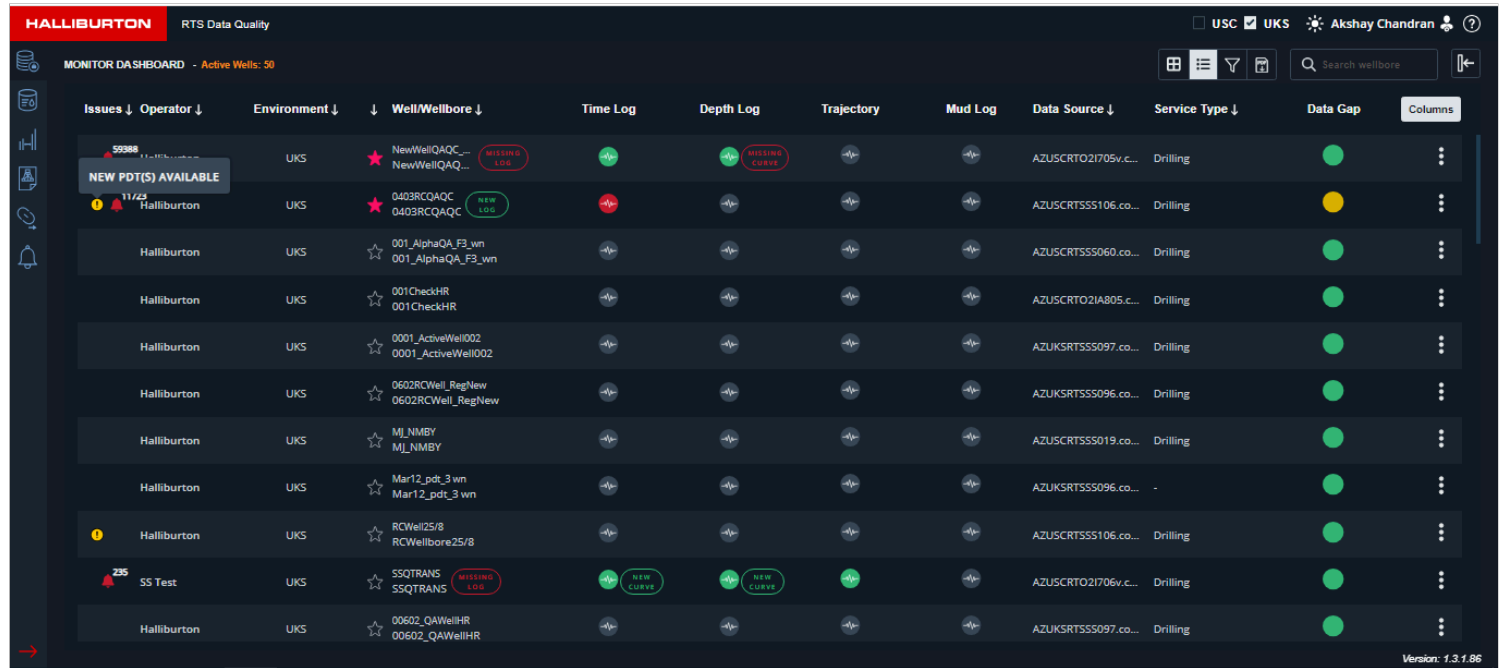 HALLIBURTON RTS Data Quality USC UKS Akshay Chandran
MONITOR DASHBOARD - Active Wells: 50 Search wellbore
Issues ↓ Operator ↓ Environment ↓ ↓ Well/Wellbore ↓ Time Log Depth Log Trajectory Mud Log Data Source ↓ Service Type ↓ Data Gap Columns
59388 UKS NewWellQAQC_... NewWellQAQ... MISSING LOG MISSING CURVE AZUSCRTO2I705v.c... Drilling
NEW PDT(S) AVAILABLE
11723 Halliburton UKS 0403RCQAQC 0403RCQAQC NEW LOG AZUSCRTSSS106.co... Drilling
Halliburton UKS 001_AlphaQA_F3_wn 001_AlphaQA_F3_wn AZUSCRTSSS060.co... Drilling
Halliburton UKS 001CheckHR 001CheckHR AZUSCRTO2IA805.c... Drilling
Halliburton UKS 0001_ActiveWell002 0001_ActiveWell002 AZUKSRTSSS097.co... Drilling
Halliburton UKS 0602RCWell_RegNew 0602RCWell_RegNew AZUKSRTSSS096.co... Drilling
Halliburton UKS MJ_NMBY MJ_NMBY AZUSCRTSSS019.co... Drilling
Halliburton UKS Mar12_pdt_3 wn Mar12_pdt_3 wn AZUKSRTSSS096.co... -
Halliburton UKS RCWell25/8 RCWellbore25/8 AZUSCRTSSS106.co... Drilling
235 SS Test UKS SSQTRANS SSQTRANS MISSING LOG NEW CURVE NEW CURVE AZUSCRTO2I706v.c... Drilling
Halliburton UKS 00602_QAWellHR 00602_QAWellHR AZUKSRTSSS097.co... Drilling
Version: 1.3.1.86